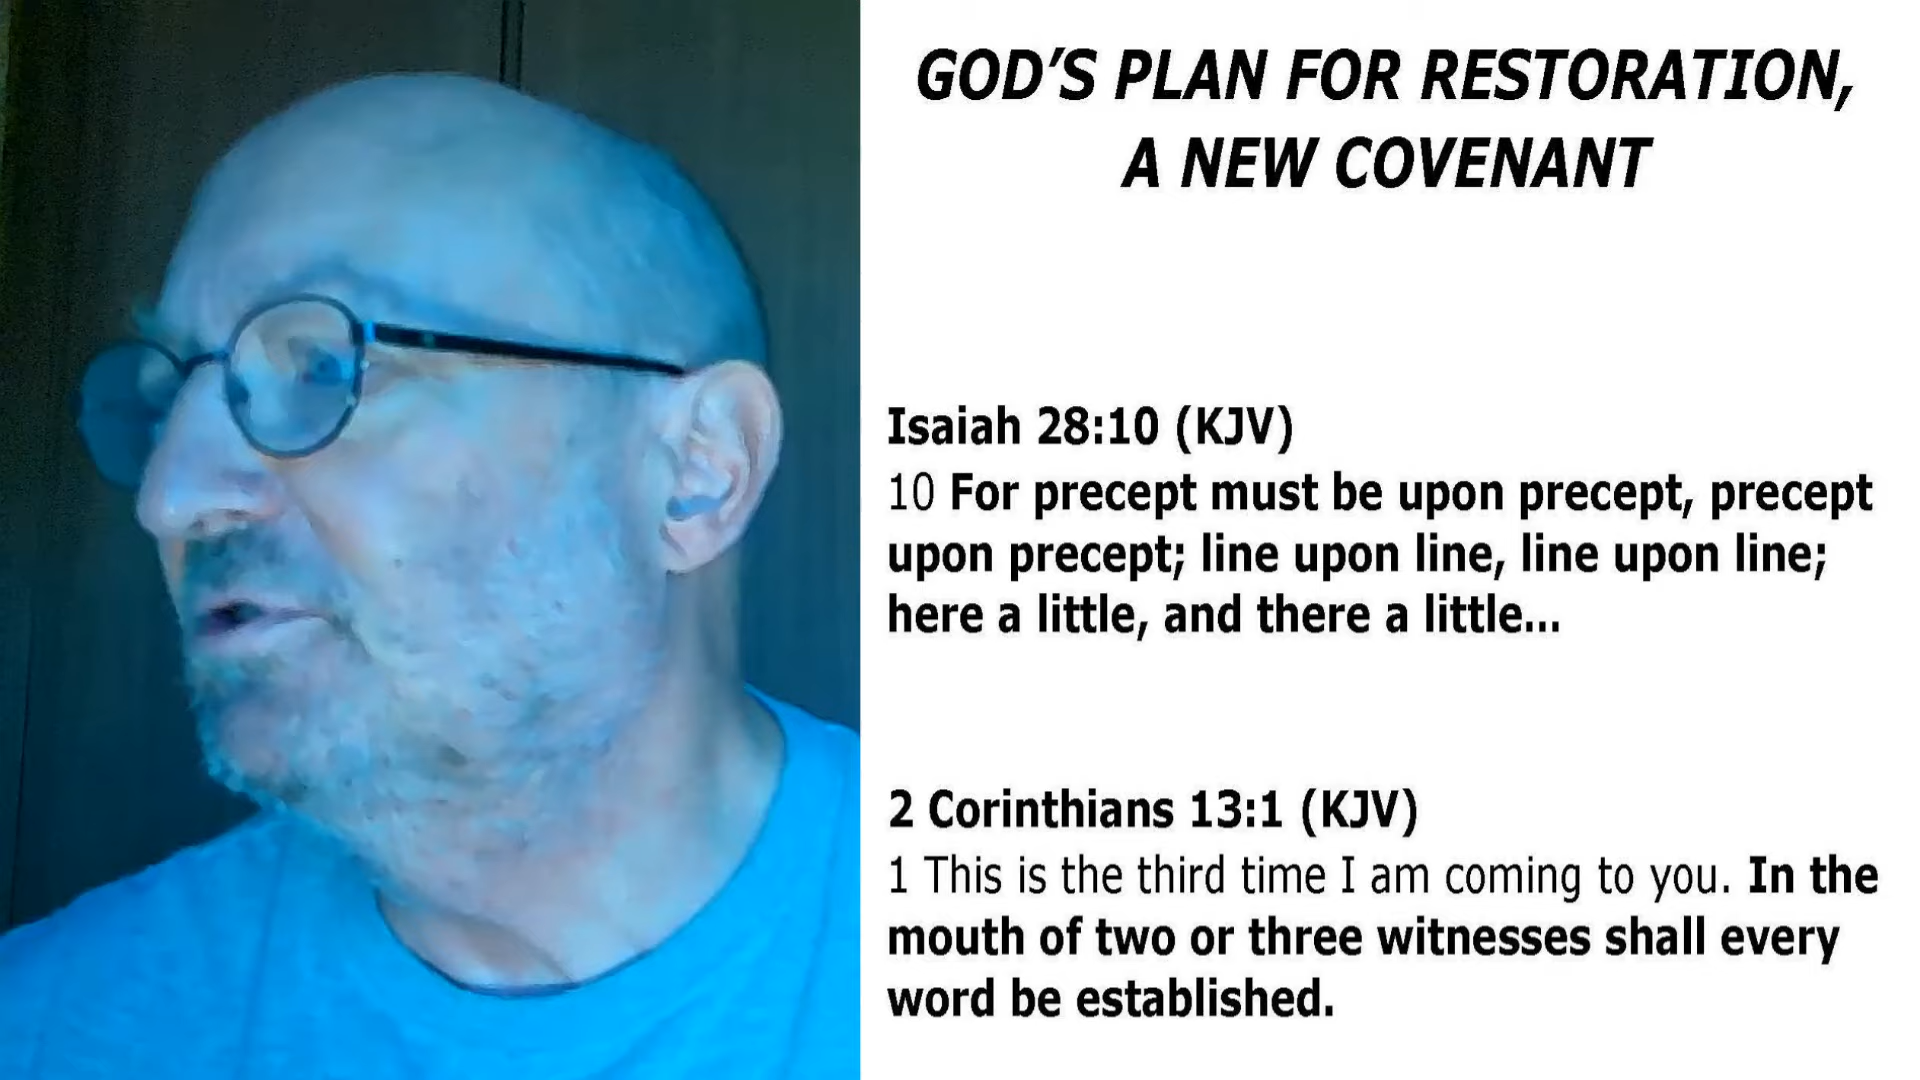 GOD’S PLAN FOR RESTORATION,
A NEW COVENANT
Isaiah 28:10 (KJV)
10 For precept must be upon precept, precept
upon precept; line upon line, line upon line;
here a little, and there a little...
2 Corinthians 13:1 (KJV)
1 This is the third time I am coming to you. In the
mouth of two or three witnesses shall every
word be established.